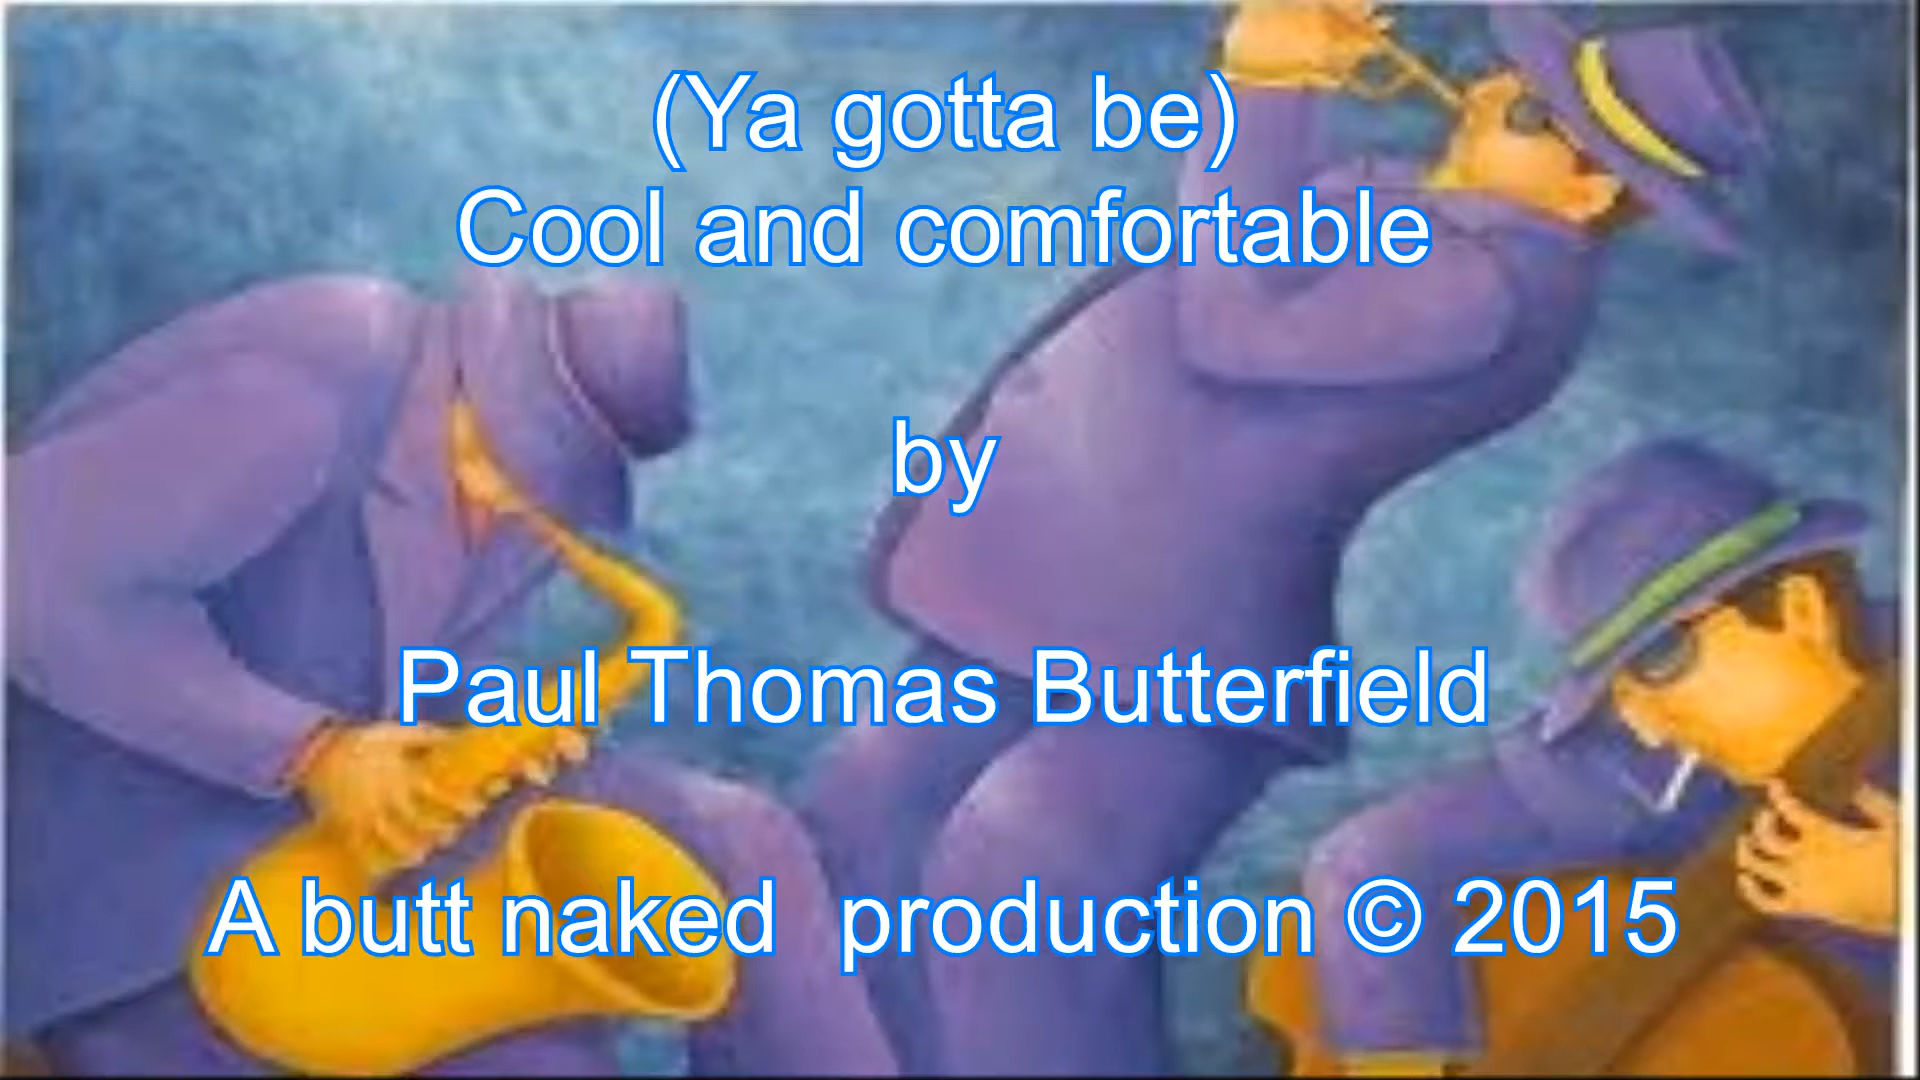 (Ya gotta be)
Cool and comfortable
by
Paul Thomas Butterfield
A butt naked  production © 2015